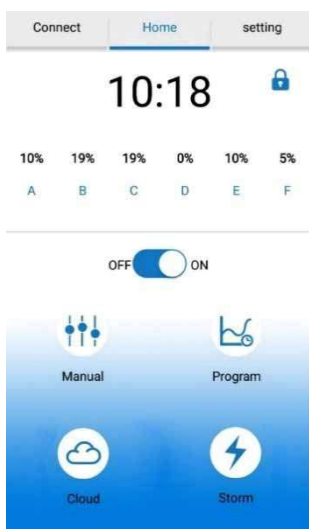 Connect Home setting
10:18
10% 19% 19% 0% 10% 5%
A B C D E F
OFF ON
Manual Program
Cloud Storm